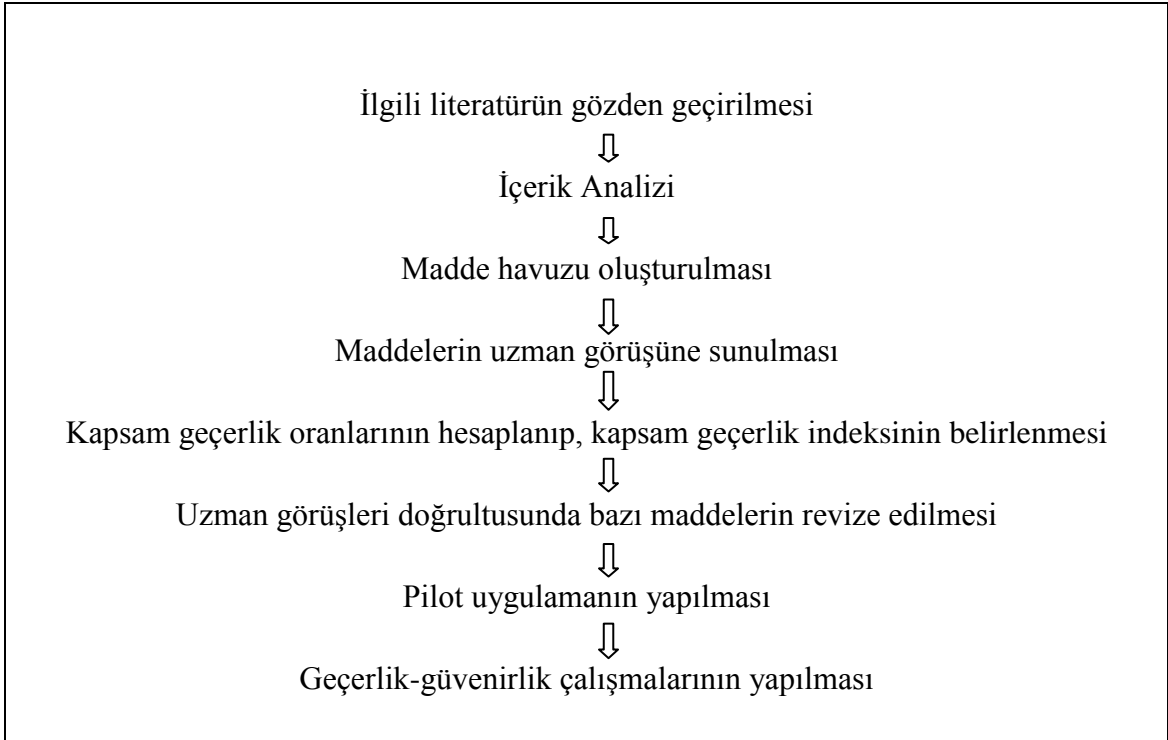 İlgili literatürün gözden geçirilmesi
İçerik Analizi
Madde havuzu oluşturulması
Maddelerin uzman görüşüne sunulması
Kapsam geçerlik oranlarının hesaplanıp, kapsam geçerlik indeksinin belirlenmesi
Uzman görüşleri doğrultusunda bazı maddelerin revize edilmesi
Pilot uygulamanın yapılması
Geçerlik-güvenirlik çalışmalarının yapılması